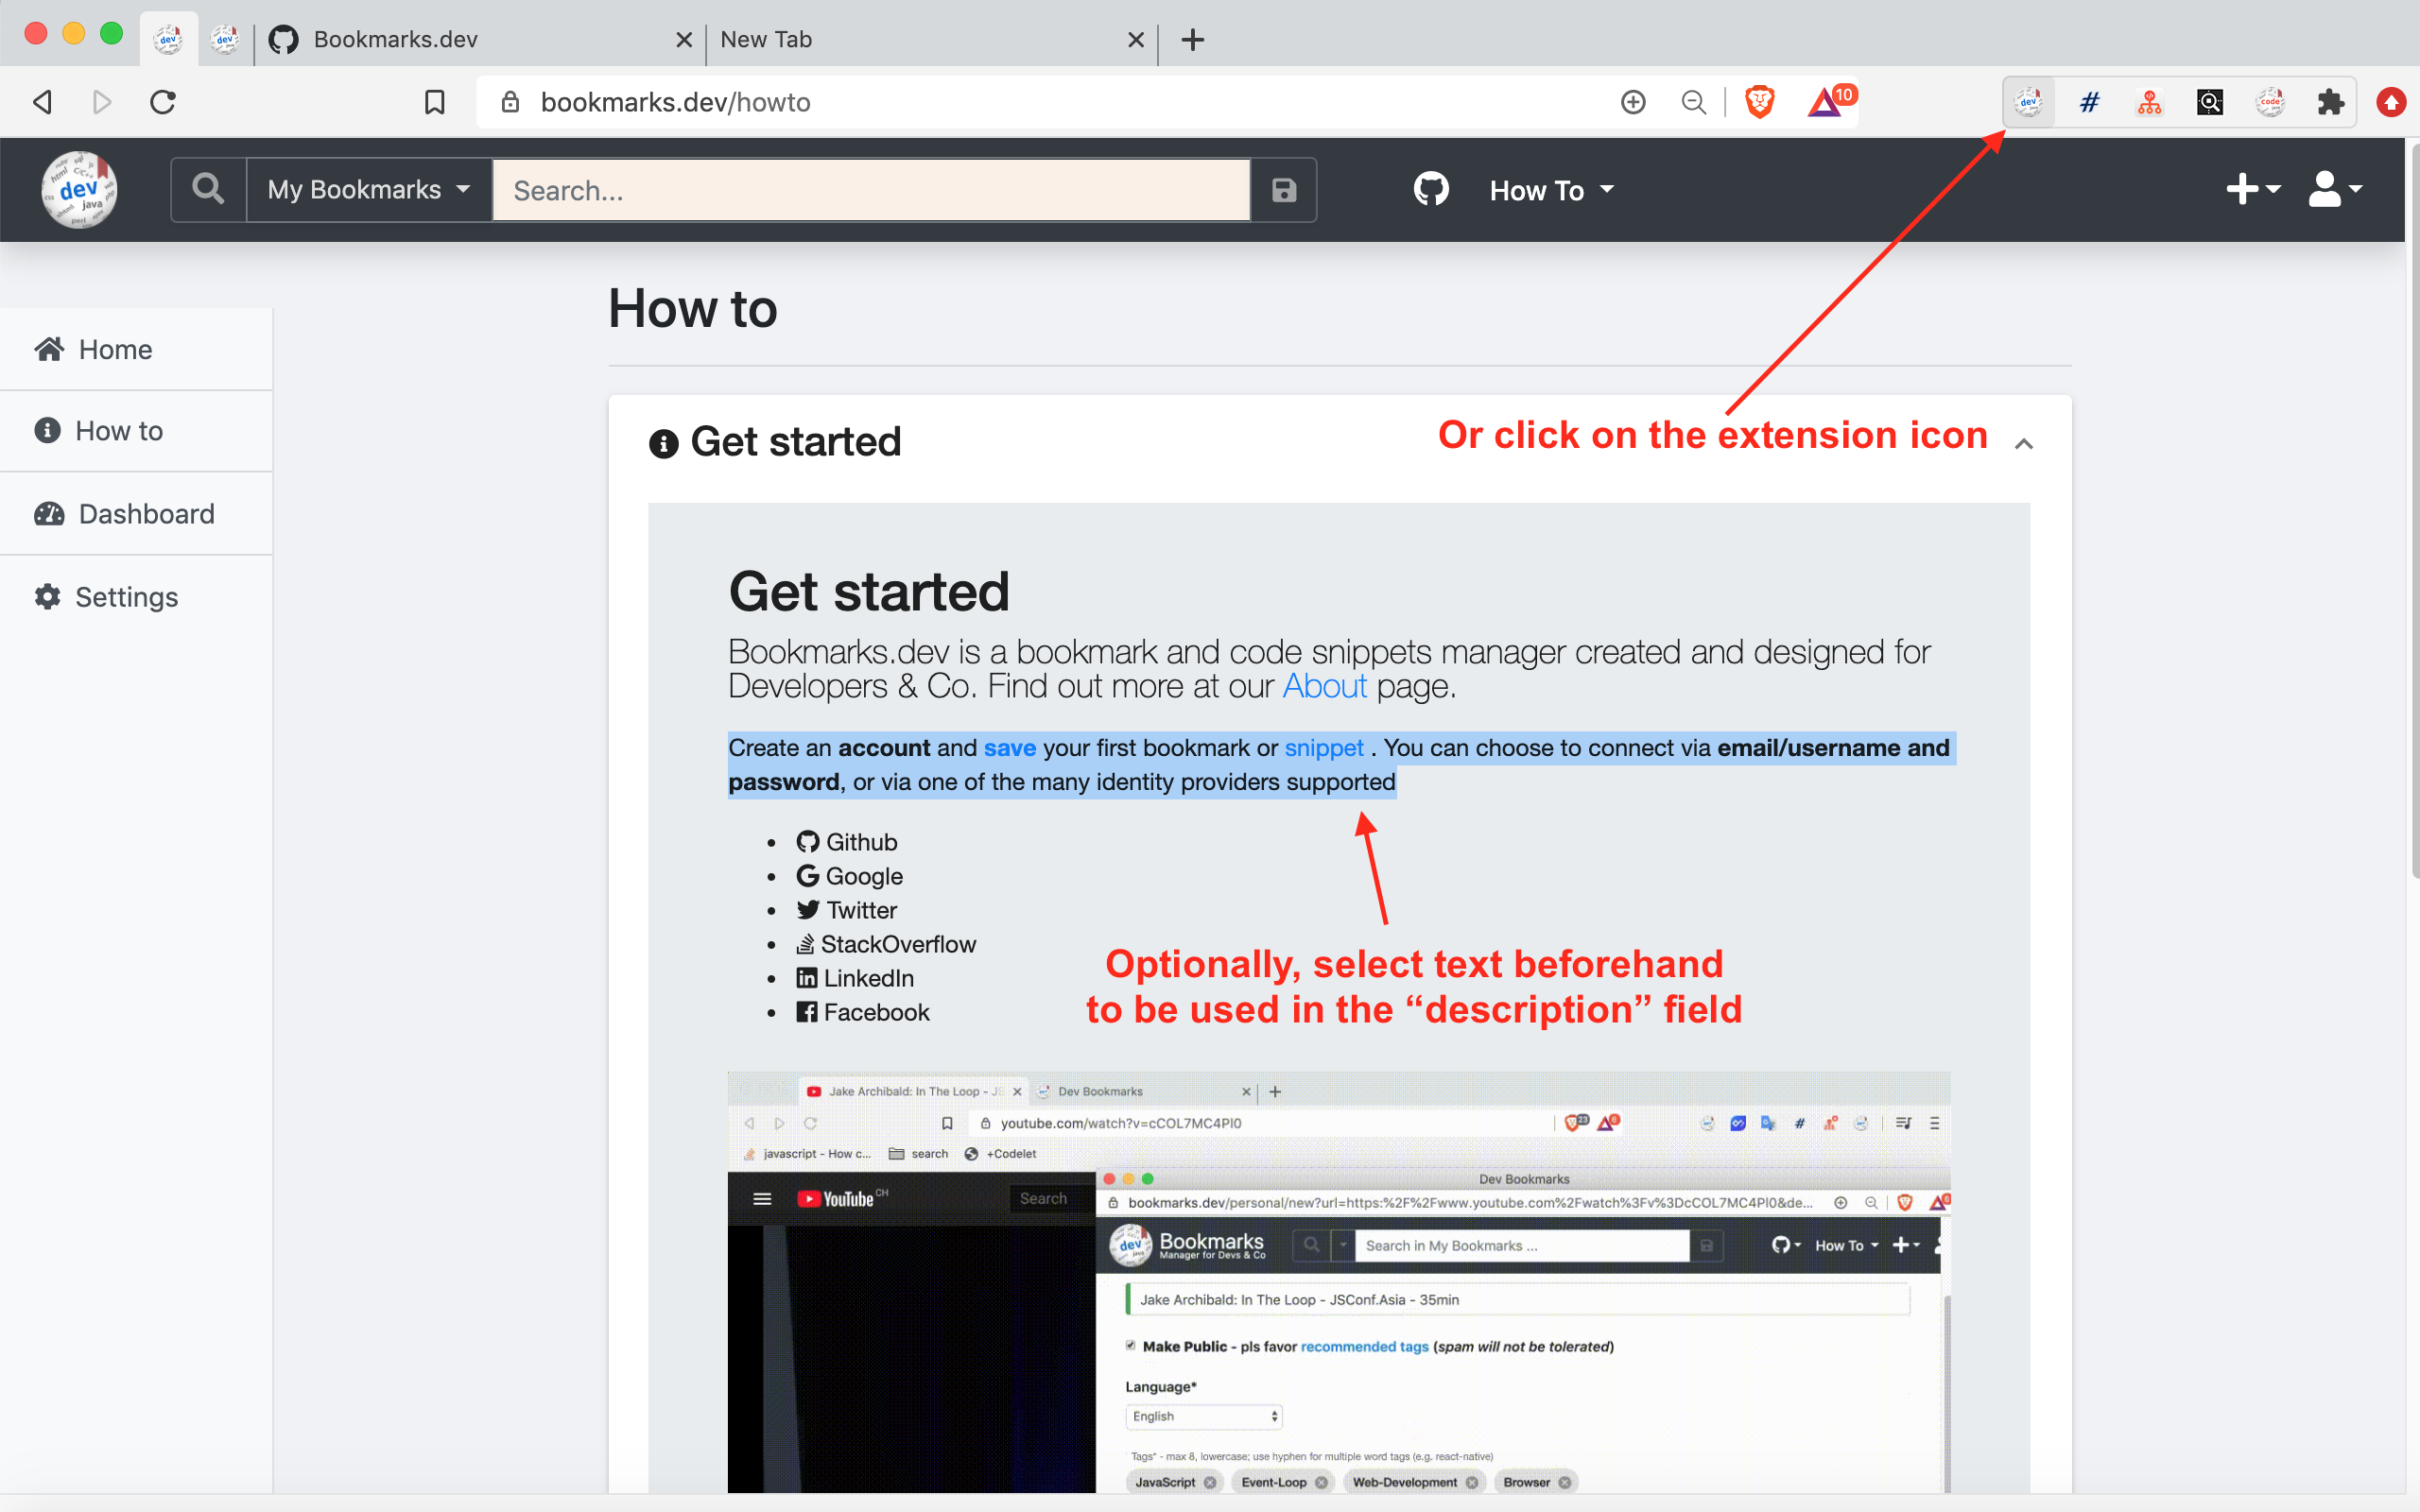 Bookmarks.dev
New Tab
bookmarks.dev/howto
10
dev
java
My Bookmarks
Search...
How To
How to
Home
How to
Dashboard
Settings
Get started
Or click on the extension icon
Get started
Bookmarks.dev is a bookmark and code snippets manager created and designed for
Developers & Co. Find out more at our About page.
Create an account and save your first bookmark or snippet . You can choose to connect via email/username and
password, or via one of the many identity providers supported
Github
Google
Twitter
StackOverflow
LinkedIn
Facebook
Optionally, select text beforehand
to be used in the “description” field
Jake Archibald: In The Loop - JS
Dev Bookmarks
youtube.com/watch?v=cCOL7MC4Pl0
javascript - How c...
search
+Codelet
YouTube CH
Search
Dev Bookmarks
bookmarks.dev/personal/new?url=https:%2F%2Fwww.youtube.com%2Fwatch%3Fv%3DcCOL7MC4Pl0&de...
dev
Bookmarks
Manager for Devs & Co
Search in My Bookmarks ...
How To
Jake Archibald: In The Loop - JSConf.Asia - 35min
Make Public - pls favor recommended tags (spam will not be tolerated)
Language*
English
Tags* - max 8, lowercase; use hyphen for multiple word tags (e.g. react-native)
JavaScript
Event-Loop
Web-Development
Browser